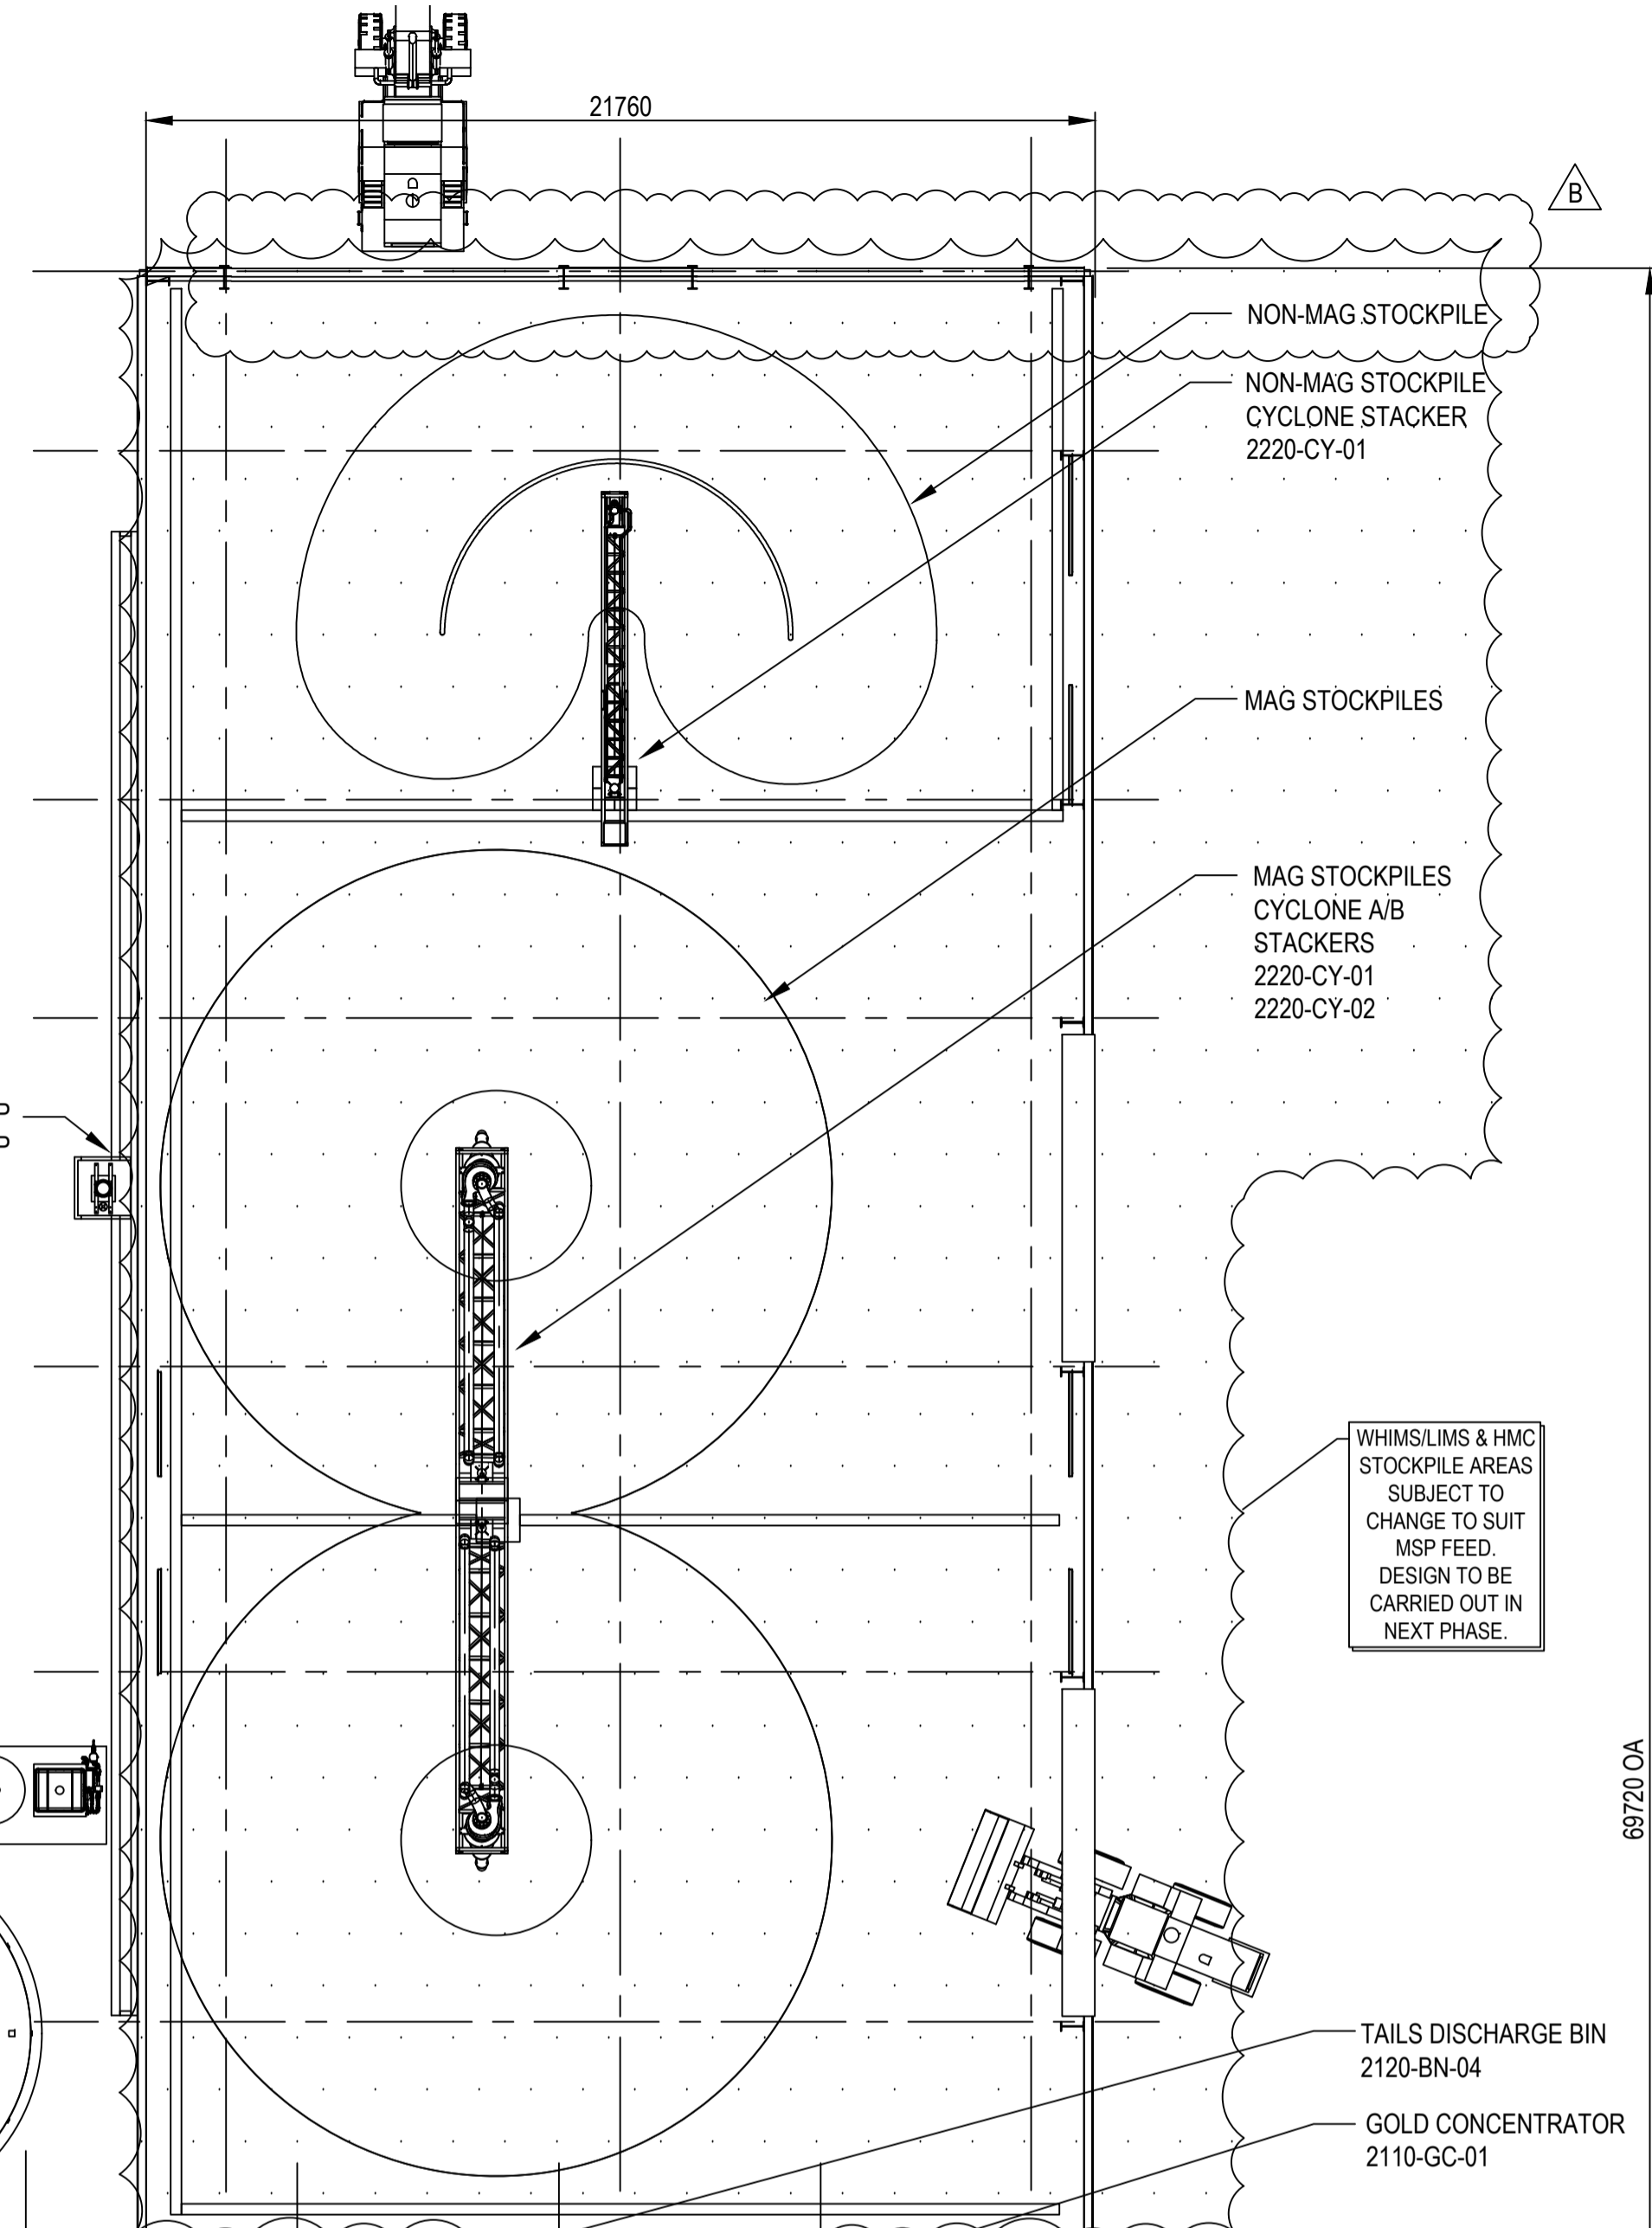 21760
B
NON-MAG STOCKPILE
NON-MAG STOCKPILE
CYCLONE STACKER
2220-CY-01
MAG STOCKPILES
MAG STOCKPILES
CYCLONE A/B
STACKERS
2220-CY-01
2220-CY-02
WHIMS/LIMS & HMC
STOCKPILE AREAS
SUBJECT TO
CHANGE TO SUIT
MSP FEED.
DESIGN TO BE
CARRIED OUT IN
NEXT PHASE.
69720 OA
TAILS DISCHARGE BIN
2120-BN-04
GOLD CONCENTRATOR
2110-GC-01